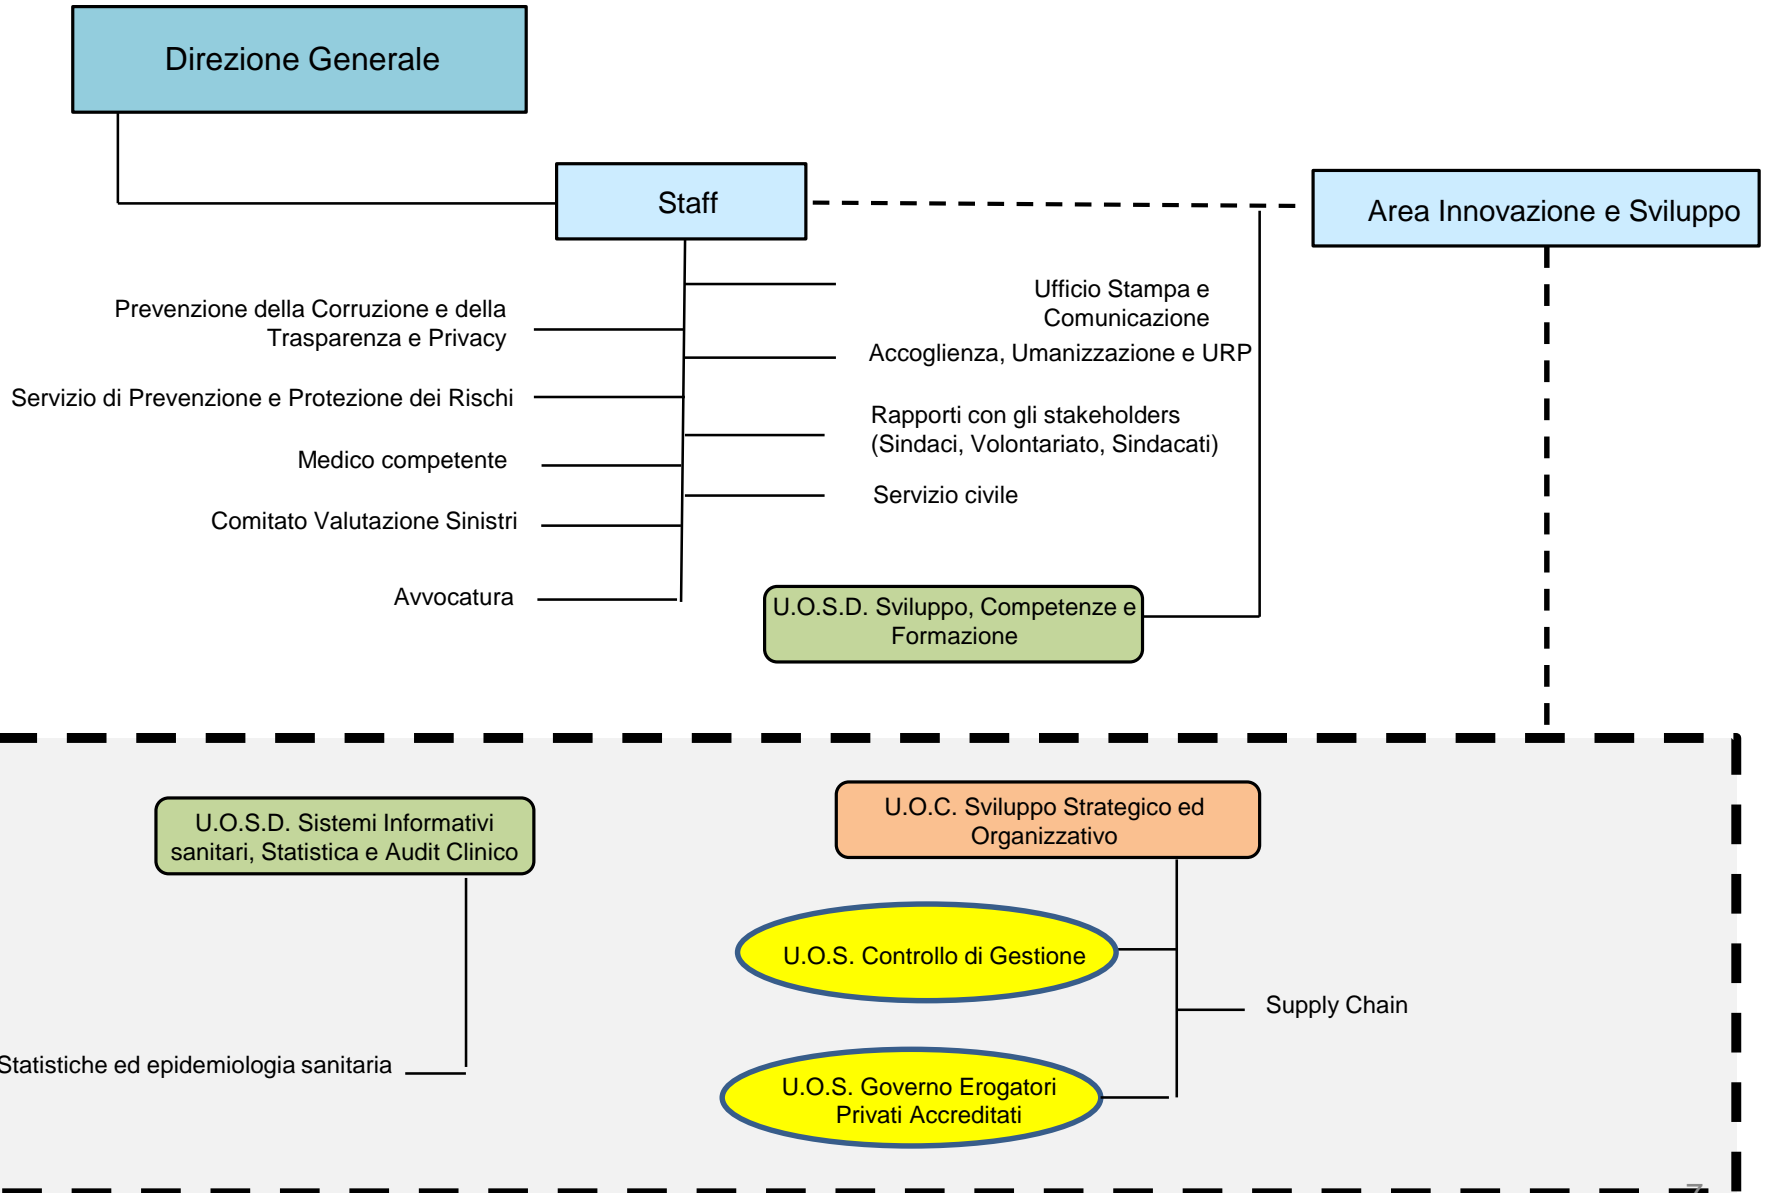 Direzione Generale
Staff
Area Innovazione e Sviluppo
Prevenzione della Corruzione e della
Trasparenza e Privacy
Servizio di Prevenzione e Protezione dei Rischi
Medico competente
Comitato Valutazione Sinistri
Avvocatura
Ufficio Stampa e
Comunicazione
Accoglienza, Umanizzazione e URP
Rapporti con gli stakeholders
(Sindaci, Volontariato, Sindacati)
Servizio civile
U.O.S.D. Sviluppo, Competenze e
Formazione
U.O.S.D. Sistemi Informativi
sanitari, Statistica e Audit Clinico
Statistiche ed epidemiologia sanitaria
U.O.C. Sviluppo Strategico ed
Organizzativo
U.O.S. Controllo di Gestione
Supply Chain
U.O.S. Governo Erogatori
Privati Accreditati
7